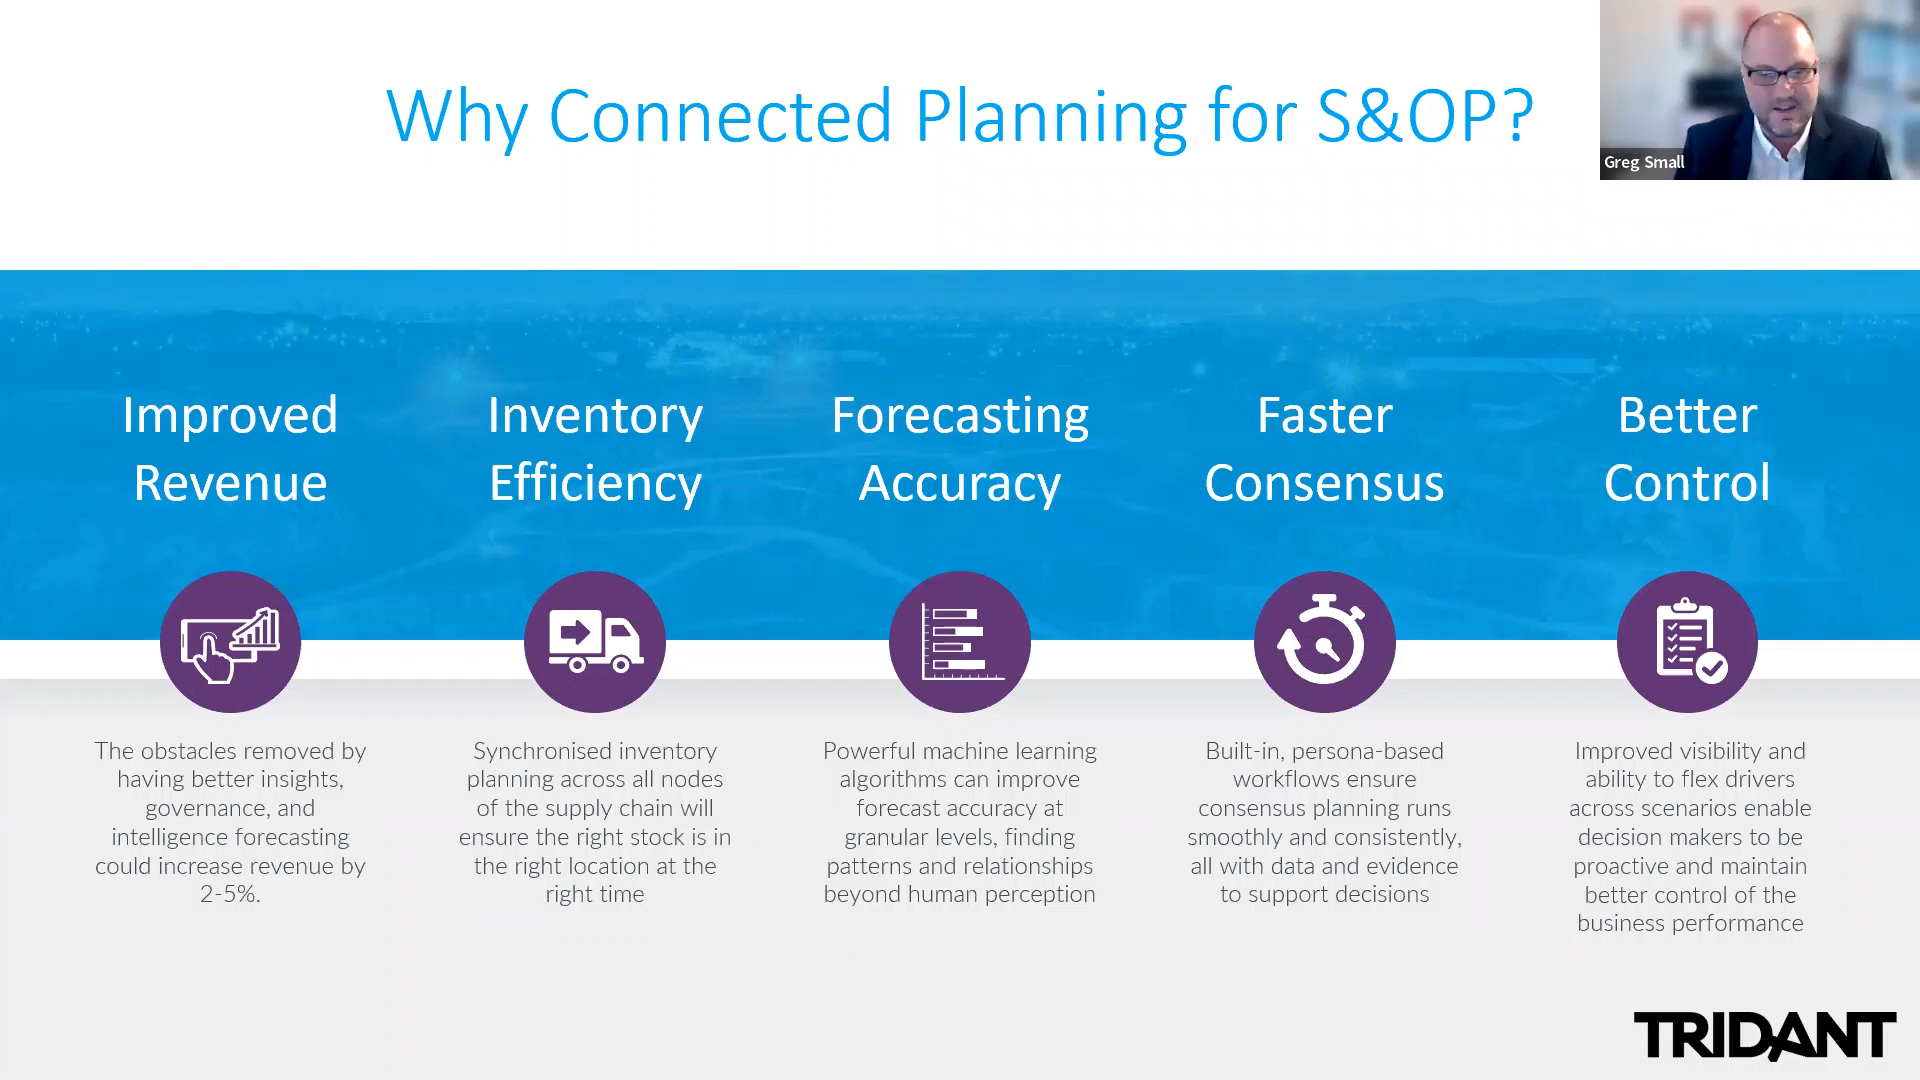 Why Connected Planning for S&OP?
Greg Small
Improved
Revenue
Inventory
Efficiency
Forecasting
Accuracy
Faster
Consensus
Better
Control
The obstacles removed by
having better insights,
governance, and
intelligence forecasting
could increase revenue by
2-5%.
Synchronised inventory
planning across all nodes
of the supply chain will
ensure the right stock is in
the right location at the
right time
Powerful machine learning
algorithms can improve
forecast accuracy at
granular levels, finding
patterns and relationships
beyond human perception
Built-in, persona-based
workflows ensure
consensus planning runs
smoothly and consistently,
all with data and evidence
to support decisions
Improved visibility and
ability to flex drivers
across scenarios enable
decision makers to be
proactive and maintain
better control of the
business performance
TRIDANT